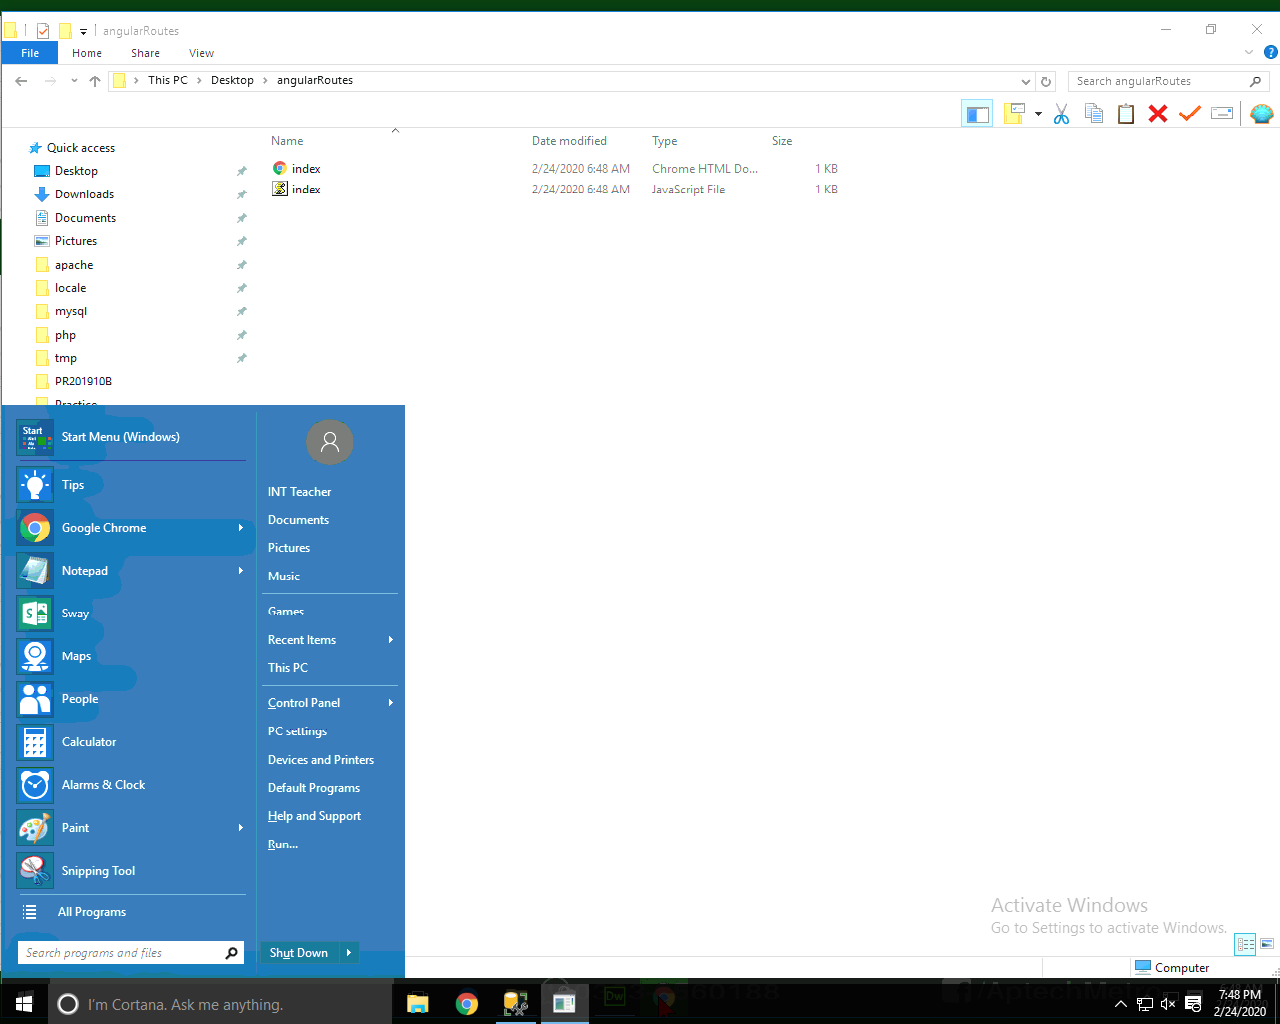 angularRoutes
File Home Share View
This PC Desktop angularRoutes
Search angularRoutes
Name Date modified Type Size
Quick access
Desktop
Downloads
Documents
Pictures
apache
locale
mysql
php
tmp
PR201910B
Practice
index 2/24/2020 6:48 AM Chrome HTML Do... 1 KB
index 2/24/2020 6:48 AM JavaScript File 1 KB
Start
Start Menu (Windows)
Tips
Google Chrome
Notepad
Sway
Maps
People
Calculator
Alarms & Clock
Paint
Snipping Tool
All Programs
Search programs and files
INT Teacher
Documents
Pictures
Music
Games
Recent Items
This PC
Control Panel
PC settings
Devices and Printers
Default Programs
Help and Support
Run...
Shut Down
Activate Windows
Go to Settings to activate Windows.
Computer
I'm Cortana. Ask me anything.
Dw
7:48 PM
2/24/2020